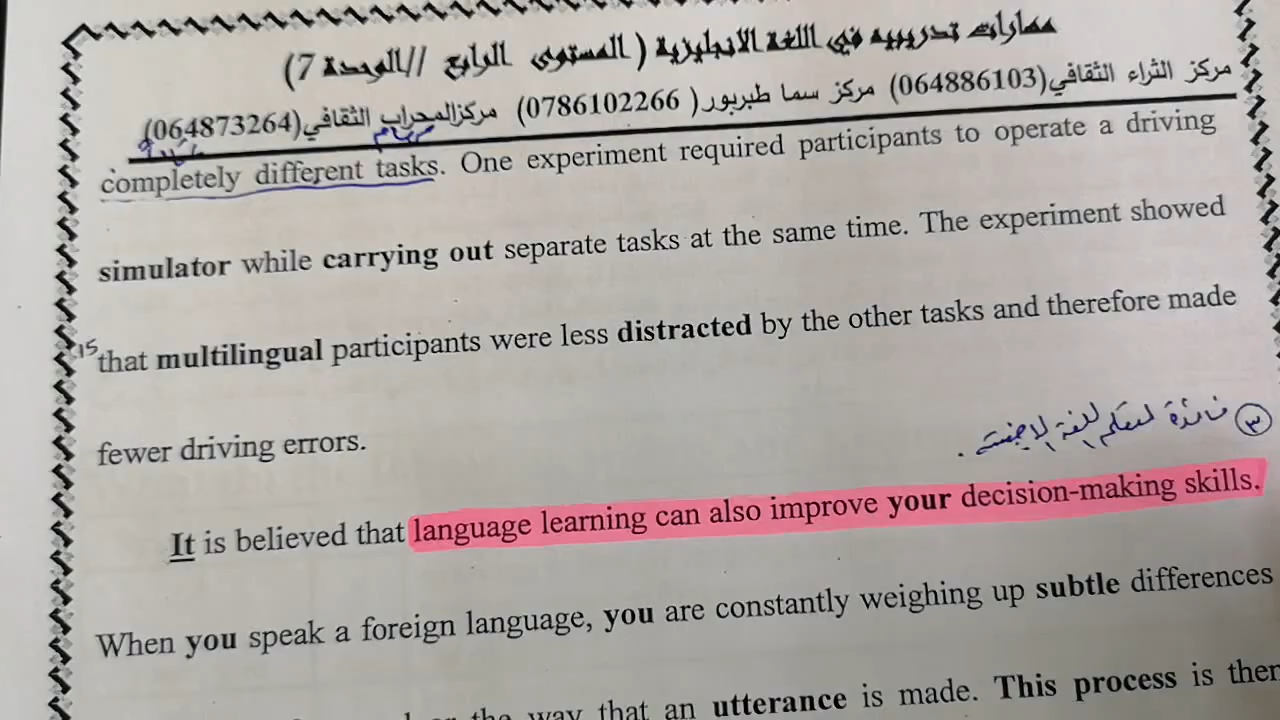 مهارات تدريبيه في اللغة الانجليزية ( المستوى الرابع //الوحدة 7)
مركز الثراء الثقافي(064886103) مركز سما طبربور( 0786102266) مركزالمحراب الثقافي(064873264)
completely different tasks. One experiment required participants to operate a driving
simulator while carrying out separate tasks at the same time. The experiment showed
15
that multilingual participants were less distracted by the other tasks and therefore made
fewer driving errors.
٣ فائدة لتعلم اللغة الاجنبية .
It is believed that language learning can also improve your decision-making skills.
When you speak a foreign language, you are constantly weighing up subtle differences
the way that an utterance is made. This process is then